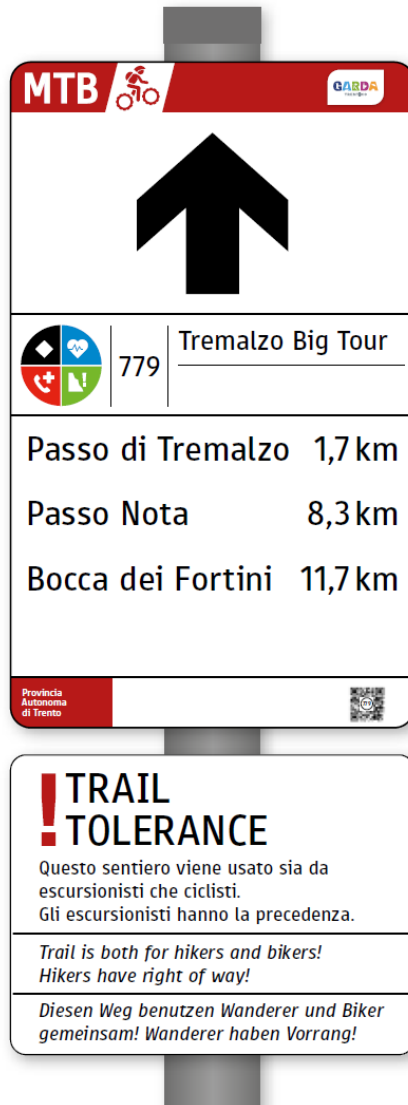 MTB
GARDA
TRENTINO
779
Tremalzo Big Tour
Passo di Tremalzo 1,7 km
Passo Nota 8,3 km
Bocca dei Fortini 11,7 km
Provincia
Autonoma
di Trento
! TRAIL
TOLERANCE
Questo sentiero viene usato sia da
escursionisti che ciclisti.
Gli escursionisti hanno la precedenza.
Trail is both for hikers and bikers!
Hikers have right of way!
Diesen Weg benutzen Wanderer und Biker
gemeinsam! Wanderer haben Vorrang!